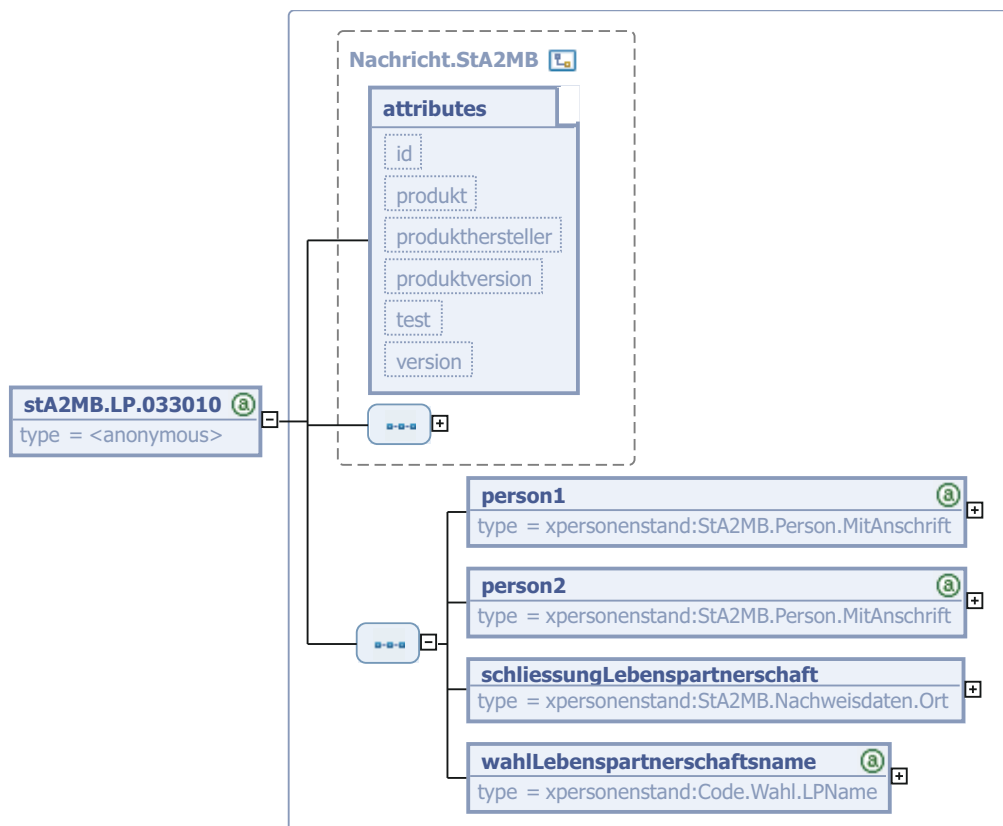 Nachricht.StA2MB
attributes
id
produkt
produkthersteller
produktversion
test
version
stA2MB.LP.033010 a
type = <anonymous>
person1 a
type = xpersonenstand:StA2MB.Person.MitAnschrift
person2 a
type = xpersonenstand:StA2MB.Person.MitAnschrift
schliessungLebenspartnerschaft
type = xpersonenstand:StA2MB.Nachweisdaten.Ort
wahlLebenspartnerschaftsname a
type = xpersonenstand:Code.Wahl.LPName